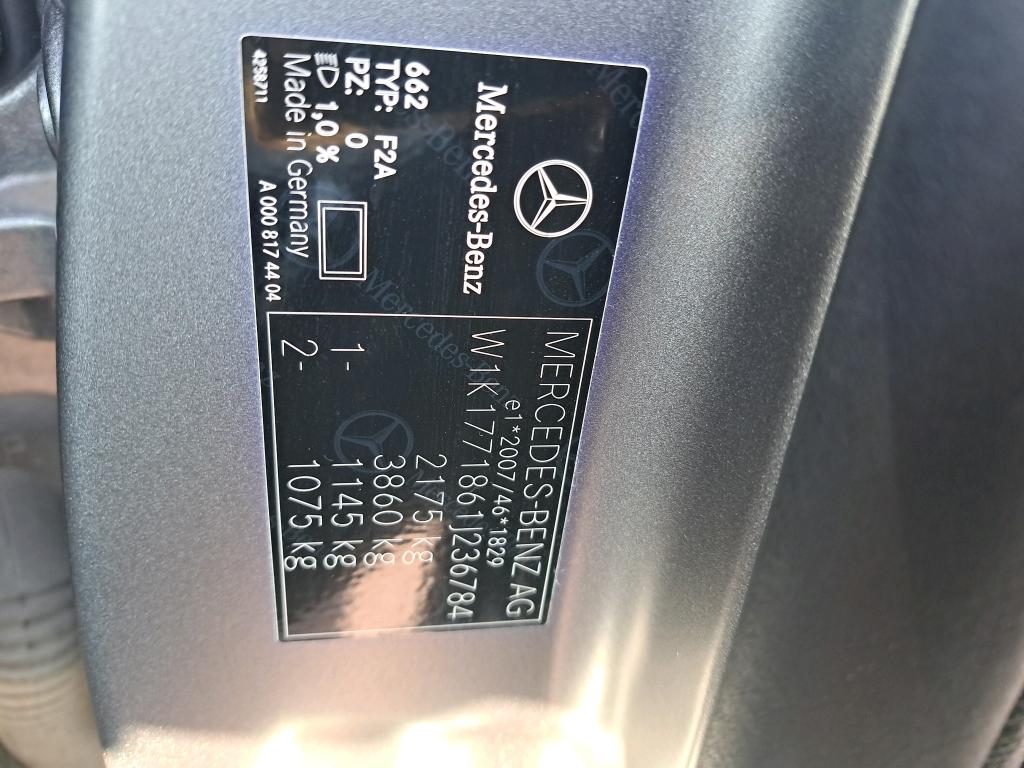 MERCEDES-BENZ AG
e1*2007/46*1829
W1K1771861J236784
2175 kg
3860 kg
1- 1145 kg
2- 1075 kg
Mercedes-Benz
662
TYP: F2A
PZ: 0
1,0 %
Made in Germany
A 000 817 44 04